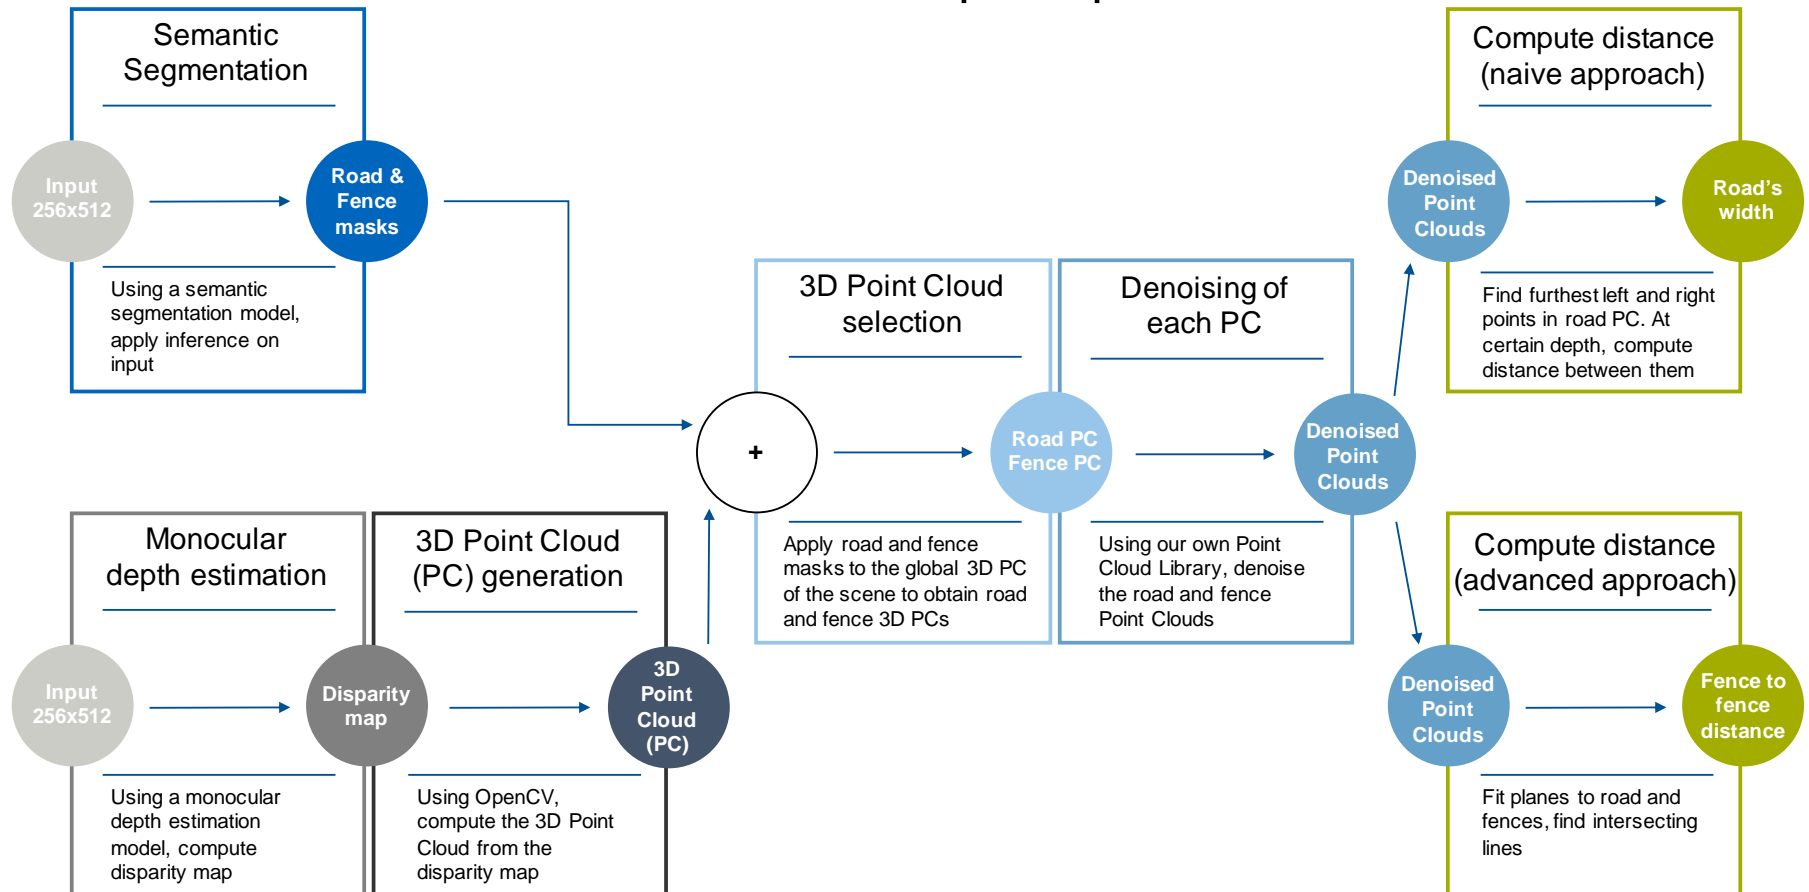 Semantic
Segmentation
Input
256x512
Road &
Fence
masks
Using a semantic
segmentation model,
apply inference on
input
Monocular
depth estimation
Input
256x512
Disparity
map
Using a monocular
depth estimation
model, compute
disparity map
3D Point Cloud
(PC) generation
3D
Point
Cloud
(PC)
Using OpenCV,
compute the 3D Point
Cloud from the
disparity map
+
3D Point Cloud
selection
Road PC
Fence PC
Apply road and fence
masks to the global 3D PC
of the scene to obtain road
and fence 3D PCs
Denoising of
each PC
Denoised
Point
Clouds
Using our own Point
Cloud Library, denoise
the road and fence
Point Clouds
Compute distance
(naive approach)
Denoised
Point
Clouds
Road's
width
Find furthest left and right
points in road PC. At
certain depth, compute
distance between them
Compute distance
(advanced approach)
Denoised
Point
Clouds
Fence to
fence
distance
Fit planes to road and
fences, find intersecting
lines